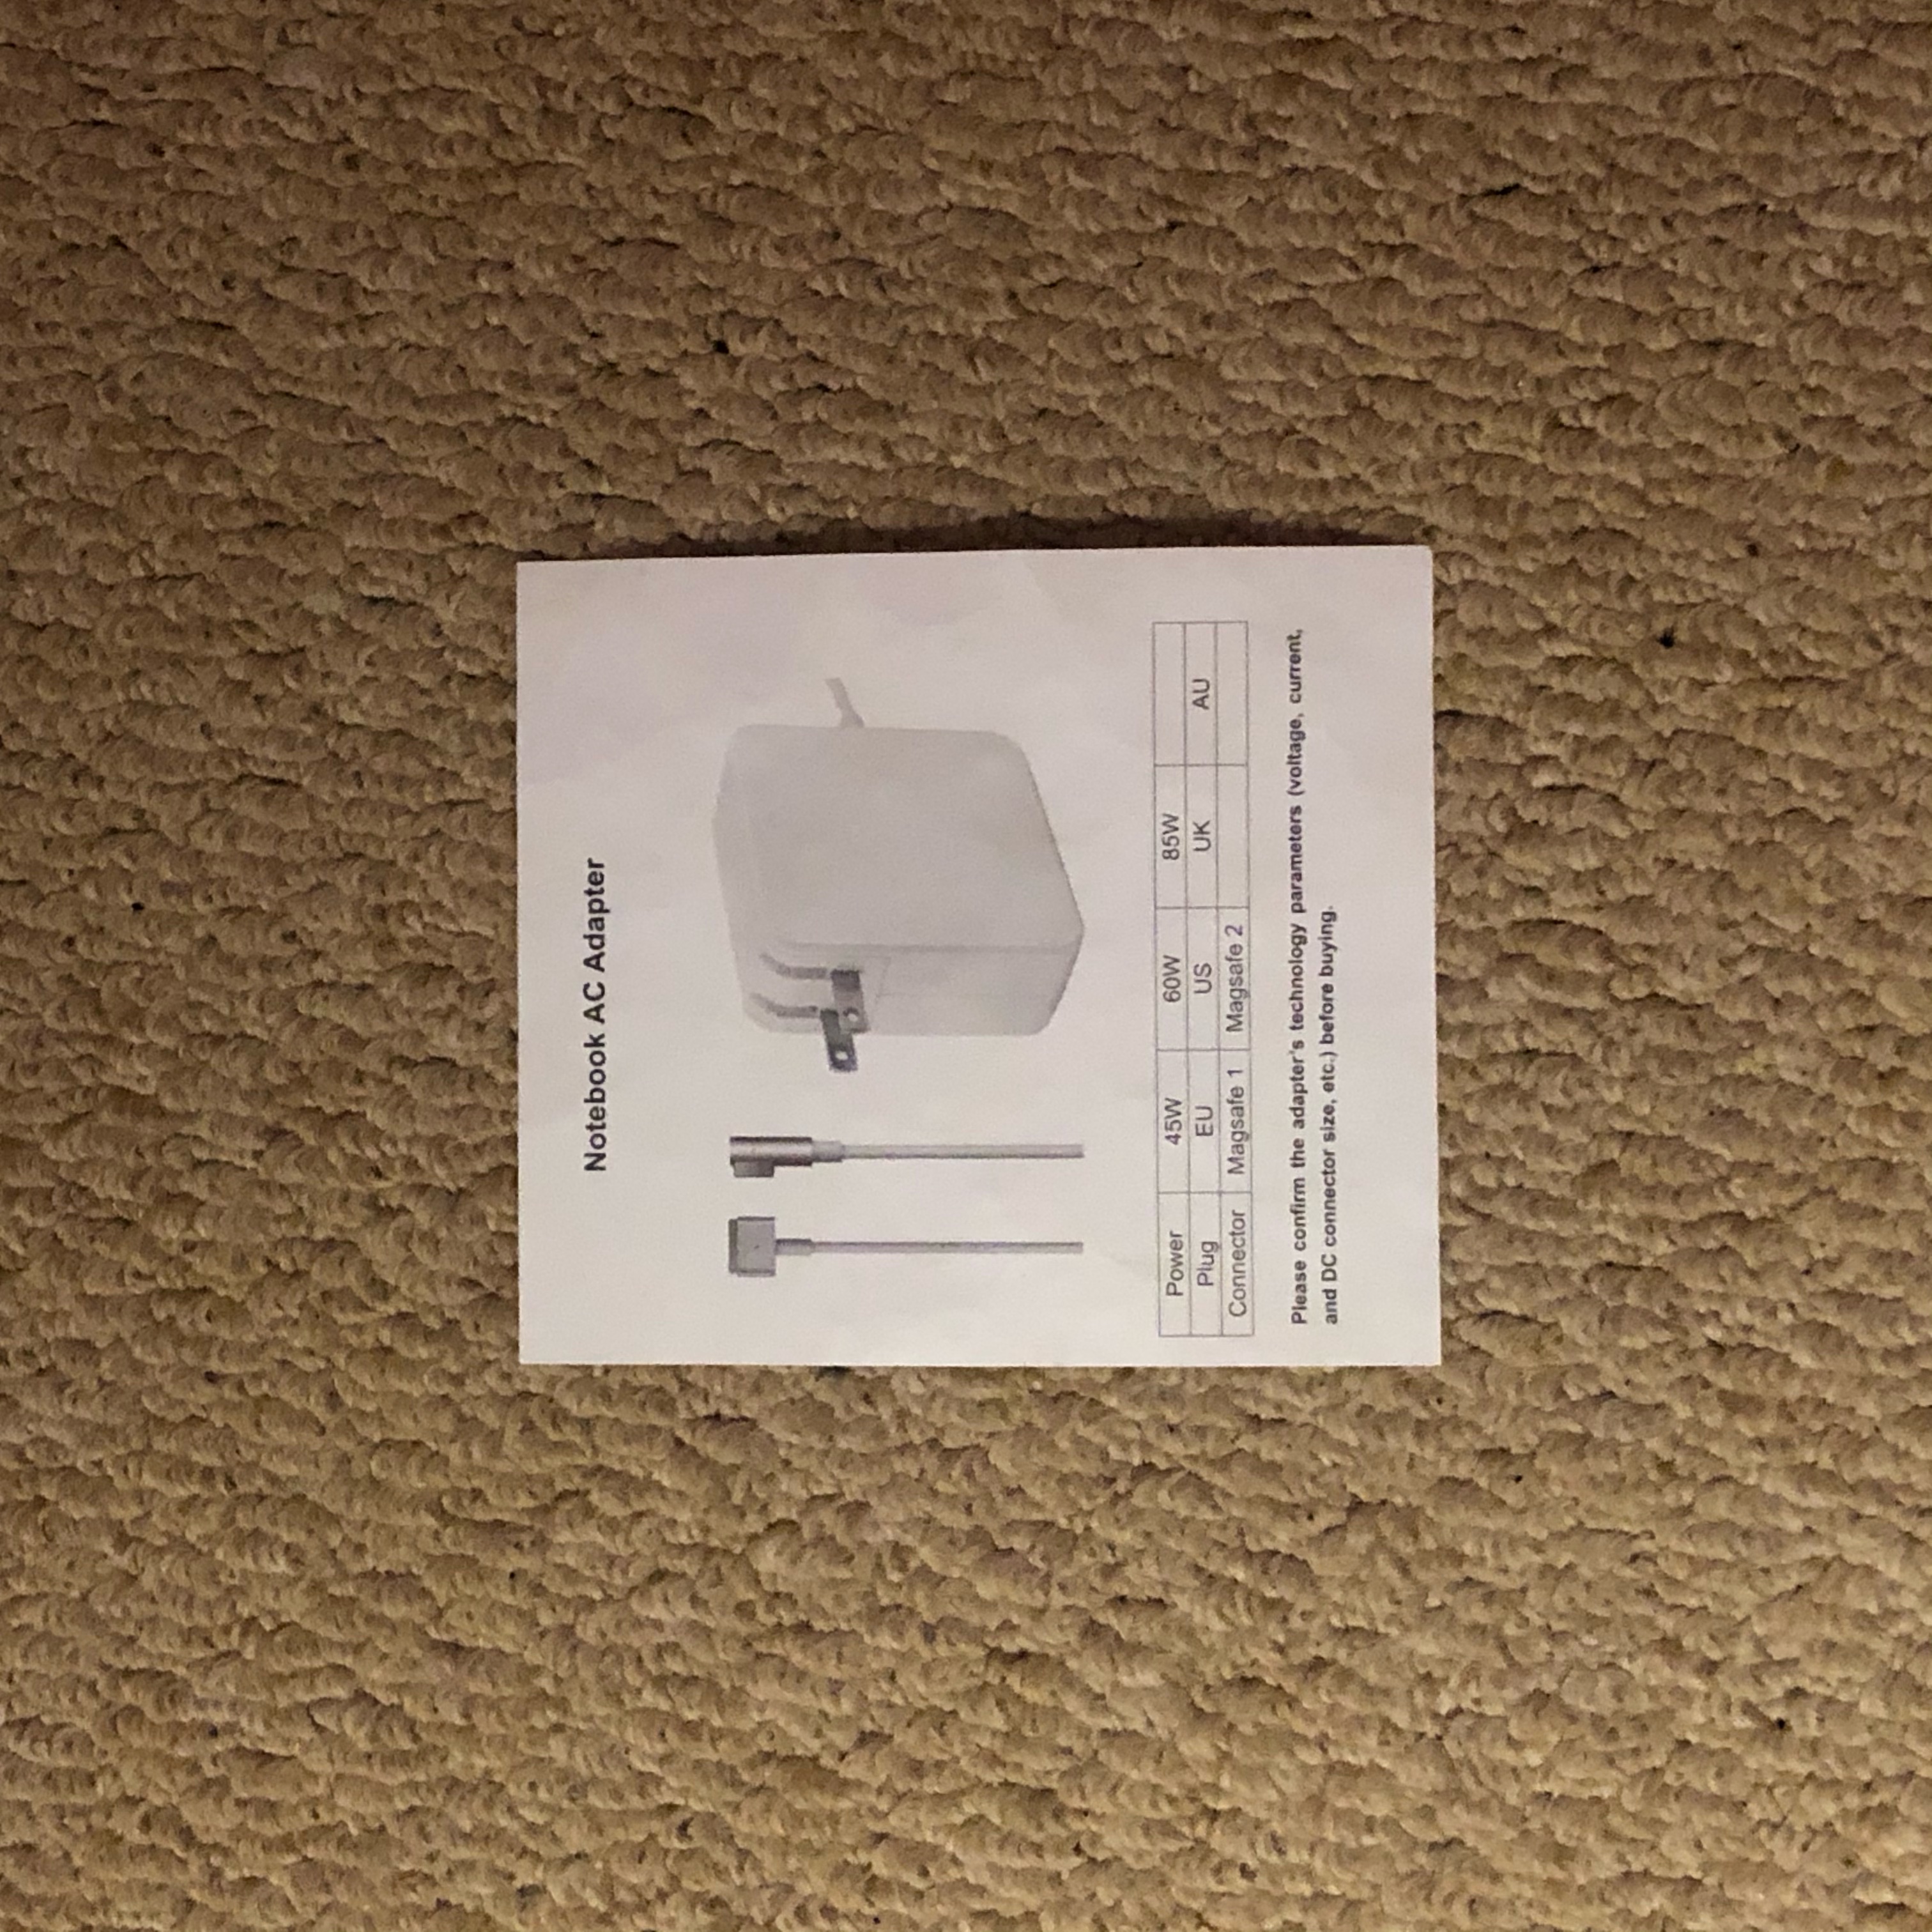 Notebook AC Adapter
Power 45W 60W 85W
Plug EU US UK AU
Connector Magsafe 1 Magsafe 2
Please confirm the adapter's technology parameters (voltage, current,
and DC connector size, etc.) before buying.